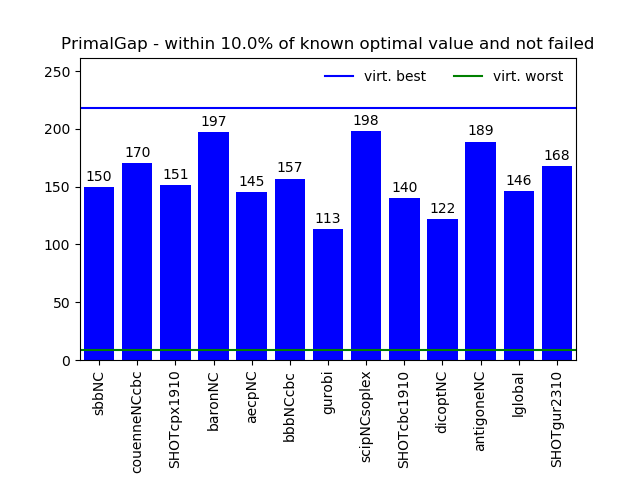 PrimalGap - within 10.0% of known optimal value and not failed
virt. best
virt. worst
250
200
150
100
50
0
150
170
151
197
145
157
113
198
140
122
189
146
168
sbbNC
couenneNCcbc
SHOTcpx1910
baronNC
aecpNC
bbbNCcbc
gurobi
scipNCsoplex
SHOTcbc1910
dicoptNC
antigoneNC
lglobal
SHOTgur2310